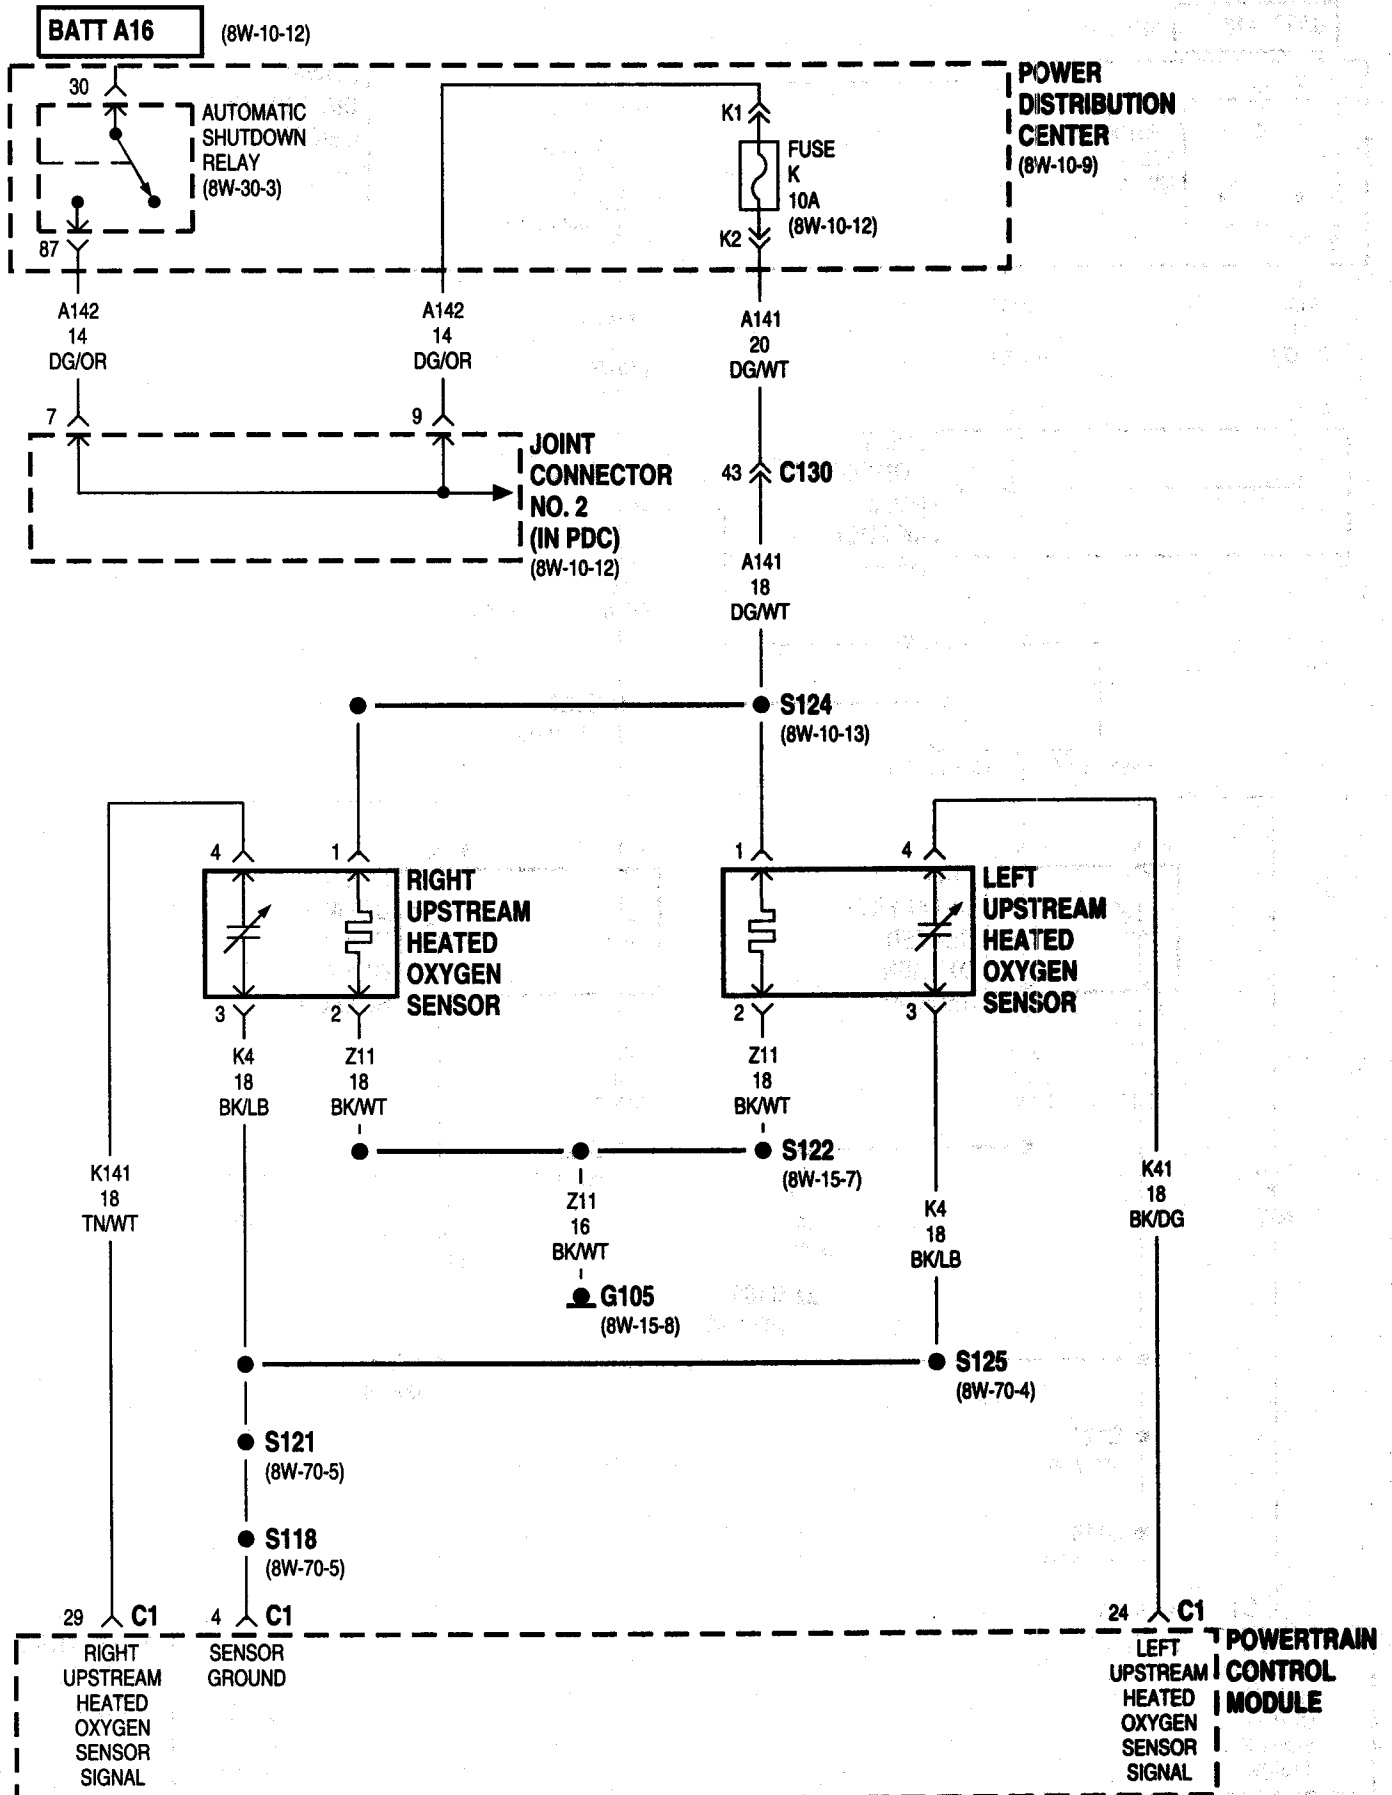 BATT A16
(8W-10-12)
30
AUTOMATIC
SHUTDOWN
RELAY
(8W-30-3)
87
K1
FUSE
K
10A
(8W-10-12)
K2
POWER
DISTRIBUTION
CENTER
(8W-10-9)
A142
14
DG/OR
A142
14
DG/OR
A141
20
DG/WT
7
9
JOINT
CONNECTOR
NO. 2
(IN PDC)
(8W-10-12)
43
C130
A141
18
DG/WT
S124
(8W-10-13)
4
1
RIGHT
UPSTREAM
HEATED
OXYGEN
SENSOR
3
2
1
4
LEFT
UPSTREAM
HEATED
OXYGEN
SENSOR
2
3
K4
18
BK/LB
Z11
18
BK/WT
Z11
18
BK/WT
S122
(8W-15-7)
K141
18
TN/WT
Z11
16
BK/WT
G105
(8W-15-8)
K4
18
BK/LB
K41
18
BK/DG
S125
(8W-70-4)
S121
(8W-70-5)
S118
(8W-70-5)
29
C1
4
C1
24
C1
RIGHT
UPSTREAM
HEATED
OXYGEN
SENSOR
SIGNAL
SENSOR
GROUND
LEFT
UPSTREAM
HEATED
OXYGEN
SENSOR
SIGNAL
POWERTRAIN
CONTROL
MODULE